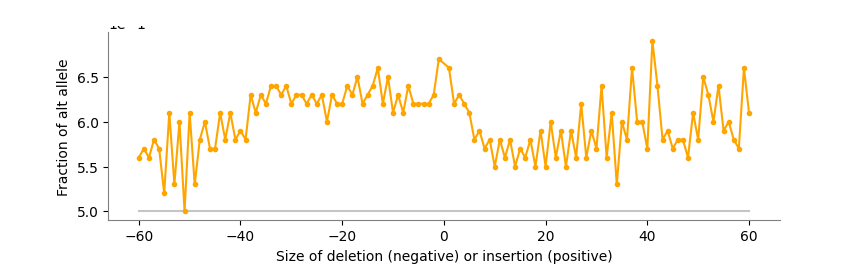 6.5
6.0
5.5
5.0
Fraction of alt allele
−60 −40 −20 0 20 40 60
Size of deletion (negative) or insertion (positive)